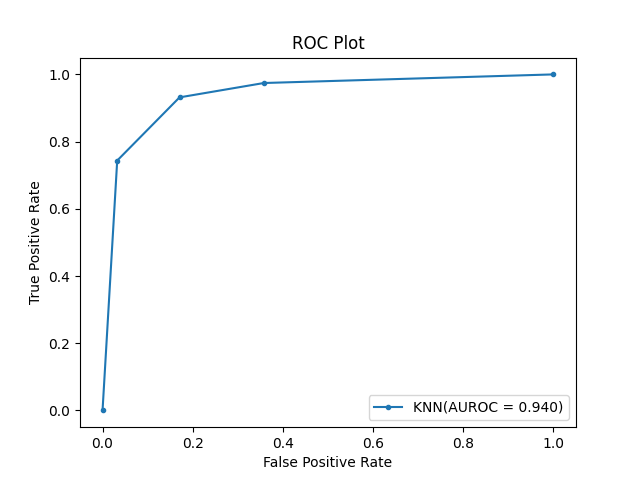 ROC Plot
1.0
0.8
0.6
0.4
0.2
0.0
True Positive Rate
KNN(AUROC = 0.940)
0.0 0.2 0.4 0.6 0.8 1.0
False Positive Rate